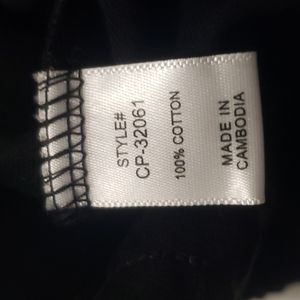 STYLE#
CP-32061
100% COTTON
MADE IN
CAMBODIA